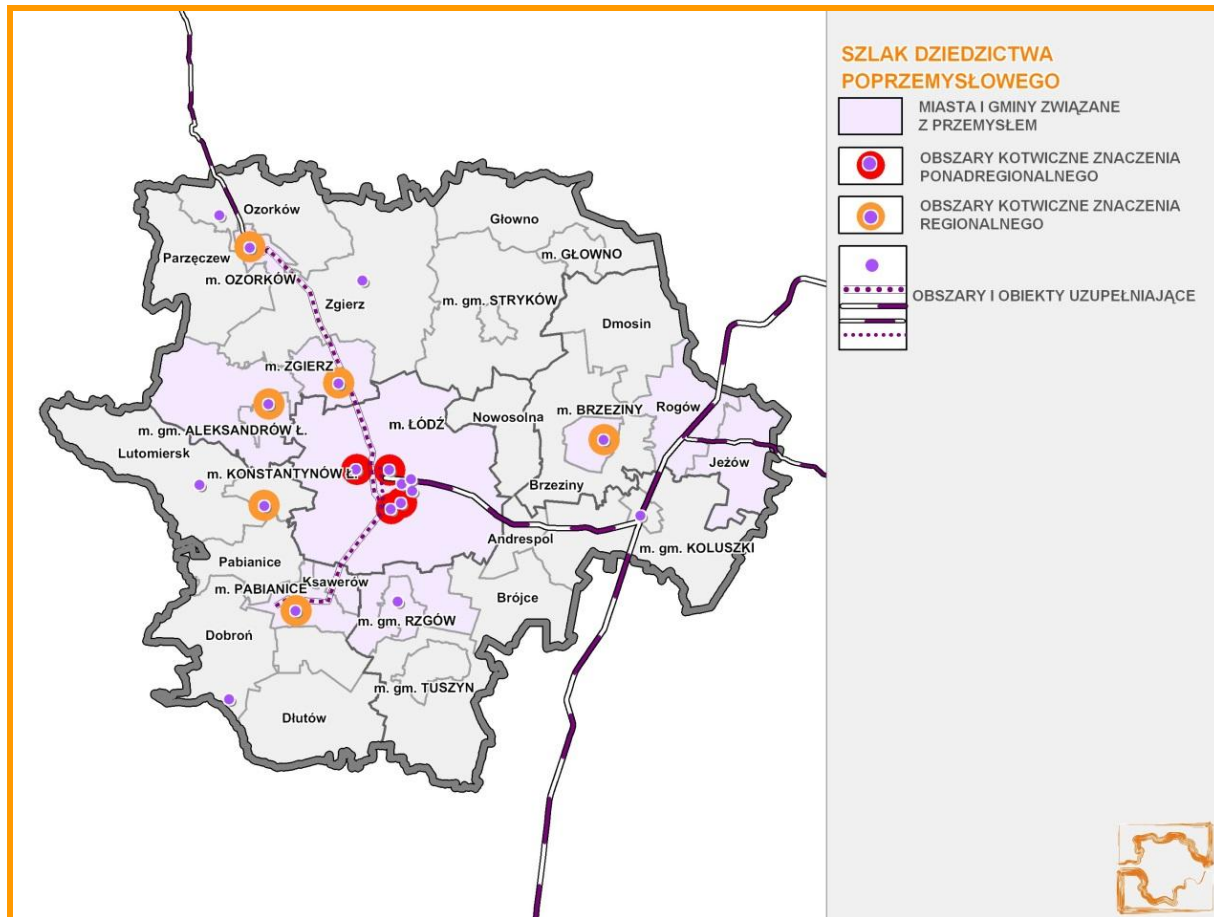 SZLAK DZIEDZICTWA
POPRZEMYSŁOWEGO
MIASTA I GMINY ZWIĄZANE
Z PRZEMYSŁEM
OBSZARY KOTWICZNE ZNACZENIA
PONADREGIONALNEGO
OBSZARY KOTWICZNE ZNACZENIA
REGIONALNEGO
OBSZARY I OBIEKTY UZUPEŁNIAJĄCE
Ozorków
Głowno
Parzęczew
m. GŁOWNO
m. OZORKÓW
Zgierz
m. gm. STRYKÓW
Dmosin
m. ZGIERZ
Rogów
m. BRZEZINY
Nowosolna
m. ŁÓDŹ
m. gm. ALEKSANDRÓW Ł.
Lutomiersk
Jeżów
m. KONSTANTYNÓW Ł.
Brzeziny
Andrespol
m. gm. KOLUSZKI
Pabianice
Ksawerów
m. PABIANICE
Brójce
m. gm. RZGÓW
Dobroń
m. gm. TUSZYN
Dłutów